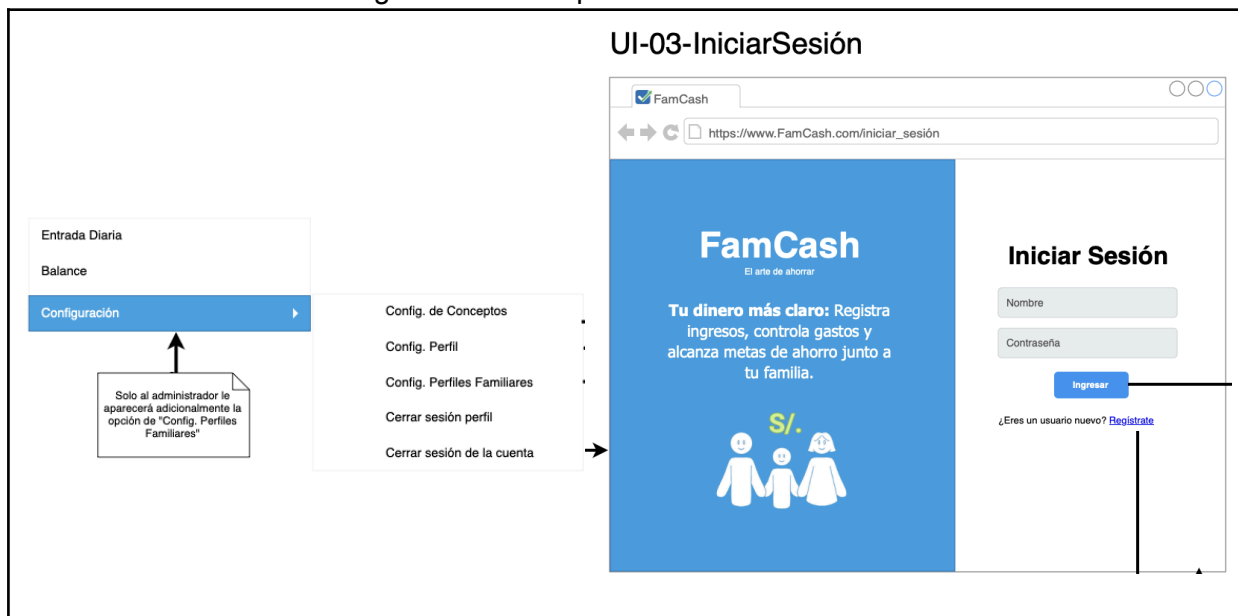 UI-03-IniciarSesión
FamCash
https://www.FamCash.com/iniciar_sesión
Entrada Diaria
Balance
Configuración
Solo al administrador le
aparecerá adicionalmente la
opción de "Config. Perfiles
Familiares"
Config. de Conceptos
Config. Perfil
Config. Perfiles Familiares
Cerrar sesión perfil
Cerrar sesión de la cuenta
FamCash
El arte de ahorrar
Tu dinero más claro: Registra
ingresos, controla gastos y
alcanza metas de ahorro junto a
tu familia.
S/.
Iniciar Sesión
Nombre
Contraseña
Ingresar
¿Eres un usuario nuevo? Regístrate